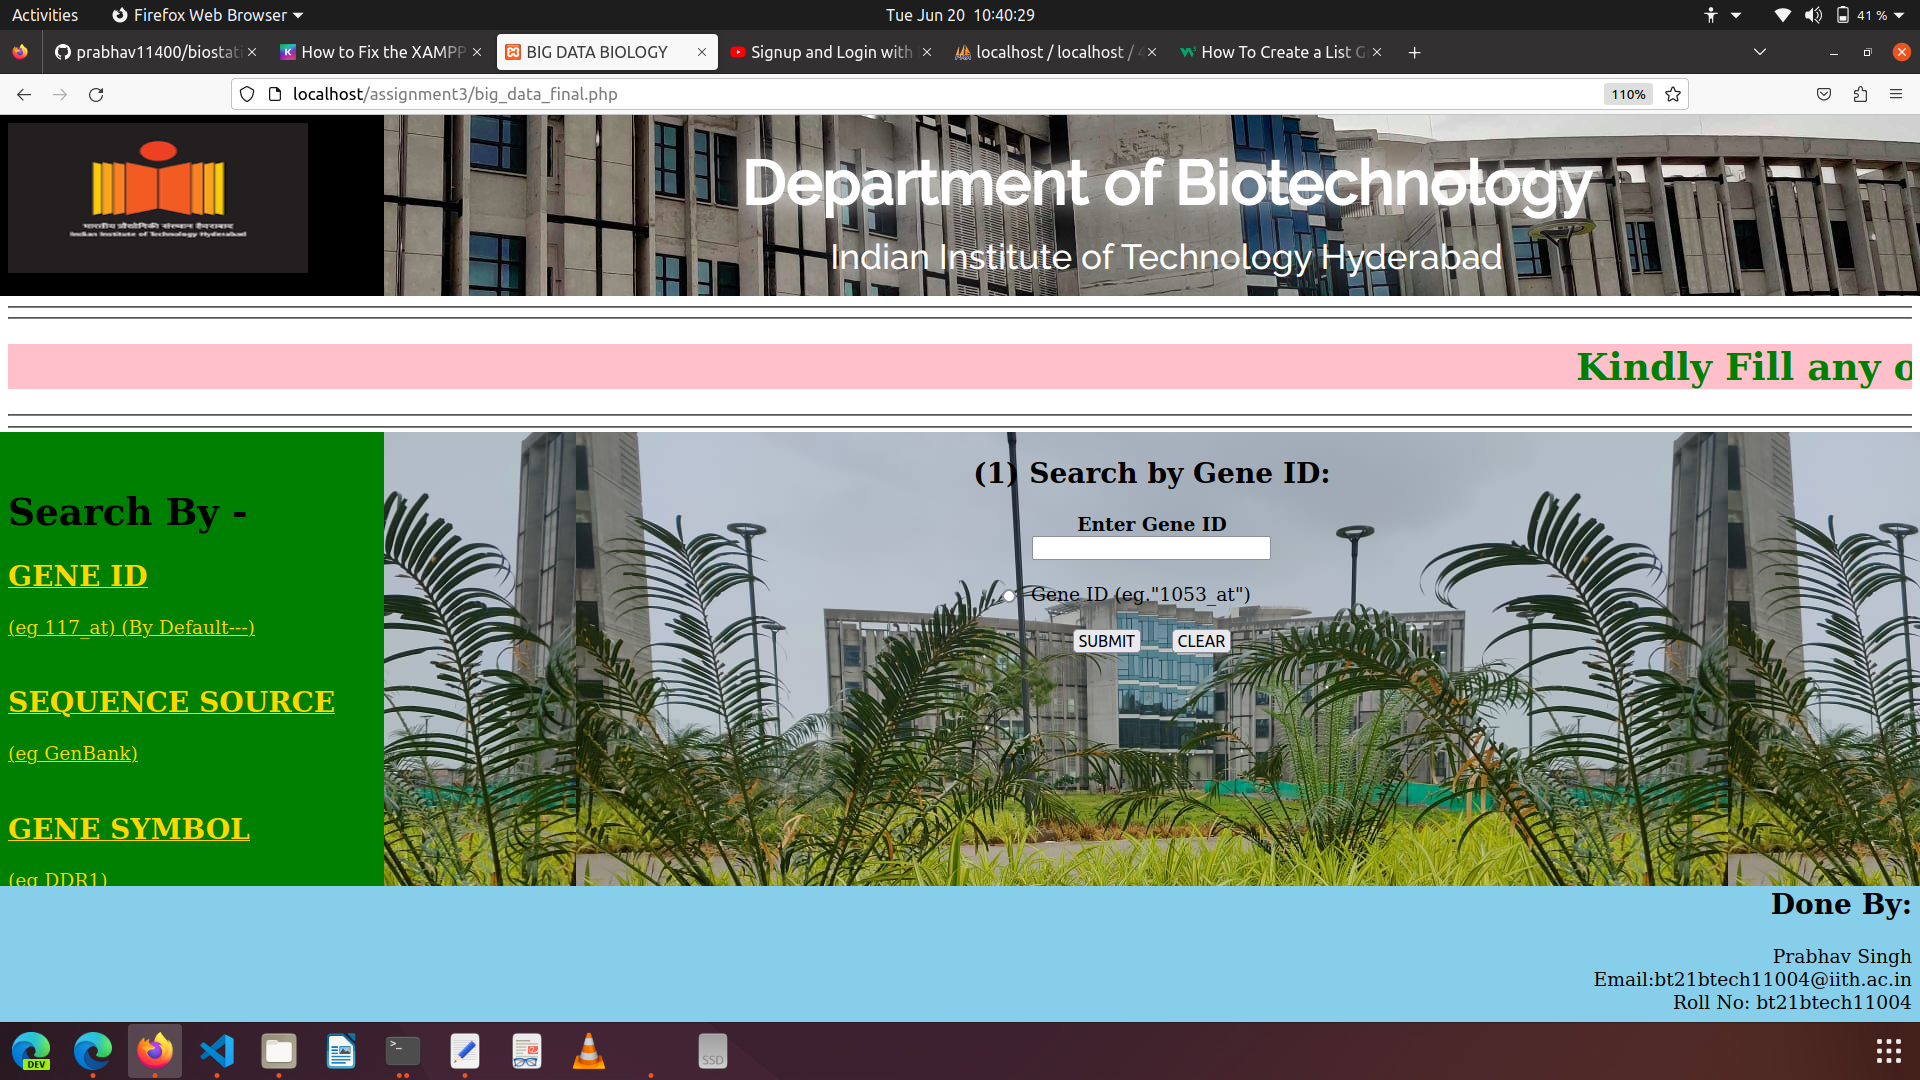 Activities
Firefox Web Browser
Tue Jun 20 10:40:29
41 %
prabhav11400/biostat
How to Fix the XAMPP
BIG DATA BIOLOGY
Signup and Login with
localhost / localhost /
How To Create a List G
localhost/assignment3/big_data_final.php
110%
भारतीय प्रौद्योगिकी संस्थान हैदराबाद
Indian Institute of Technology Hyderabad
Department of Biotechnology
Indian Institute of Technology Hyderabad
Kindly Fill any o
Search By -
GENE ID
(eg 117_at) (By Default---)
SEQUENCE SOURCE
(eg GenBank)
GENE SYMBOL
(eg DDR1)
(1) Search by Gene ID:
Enter Gene ID
Gene ID (eg."1053_at")
SUBMIT CLEAR
Done By:
Prabhav Singh
Email:bt21btech11004@iith.ac.in
Roll No: bt21btech11004
DEV
>_
SSD